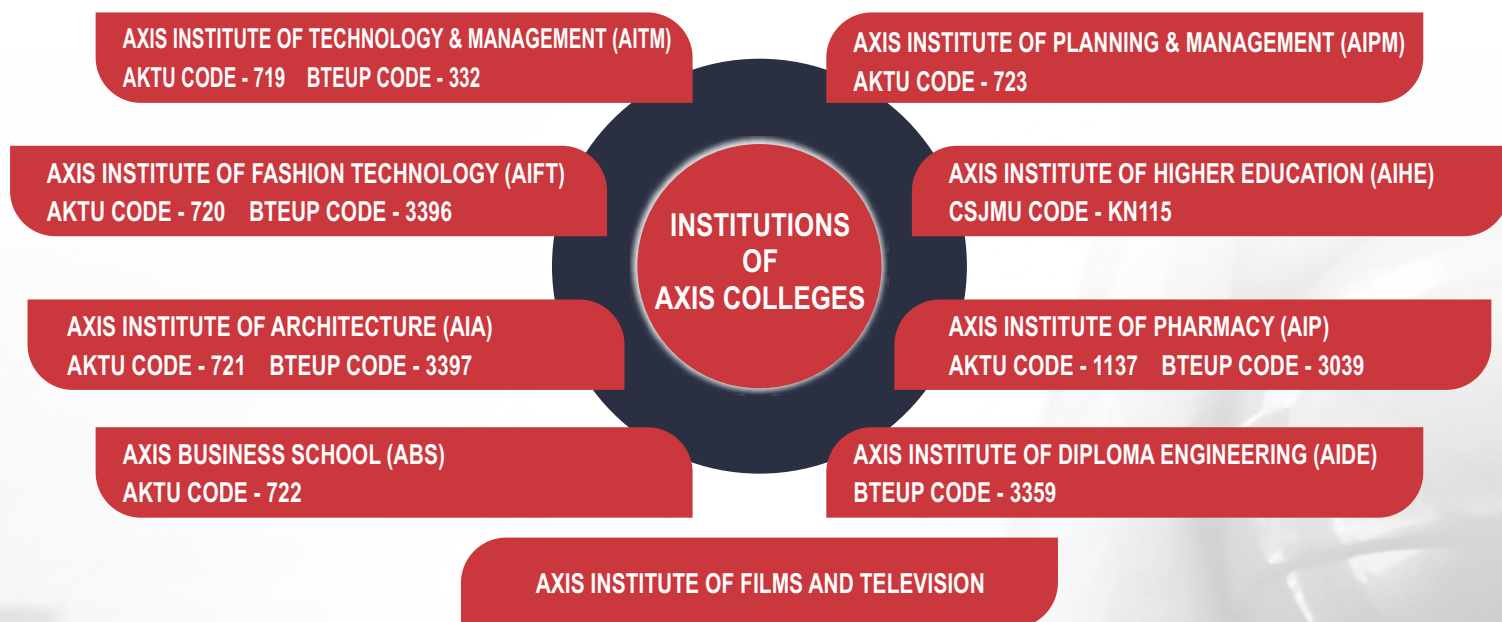 AXIS INSTITUTE OF TECHNOLOGY & MANAGEMENT (AITM)
AKTU CODE - 719 BTEUP CODE - 332
AXIS INSTITUTE OF PLANNING & MANAGEMENT (AIPM)
AKTU CODE - 723
AXIS INSTITUTE OF FASHION TECHNOLOGY (AIFT)
AKTU CODE - 720 BTEUP CODE - 3396
AXIS INSTITUTE OF HIGHER EDUCATION (AIHE)
CSJMU CODE - KN115
INSTITUTIONS
OF
AXIS COLLEGES
AXIS INSTITUTE OF ARCHITECTURE (AIA)
AKTU CODE - 721 BTEUP CODE - 3397
AXIS INSTITUTE OF PHARMACY (AIP)
AKTU CODE - 1137 BTEUP CODE - 3039
AXIS BUSINESS SCHOOL (ABS)
AKTU CODE - 722
AXIS INSTITUTE OF DIPLOMA ENGINEERING (AIDE)
BTEUP CODE - 3359
AXIS INSTITUTE OF FILMS AND TELEVISION